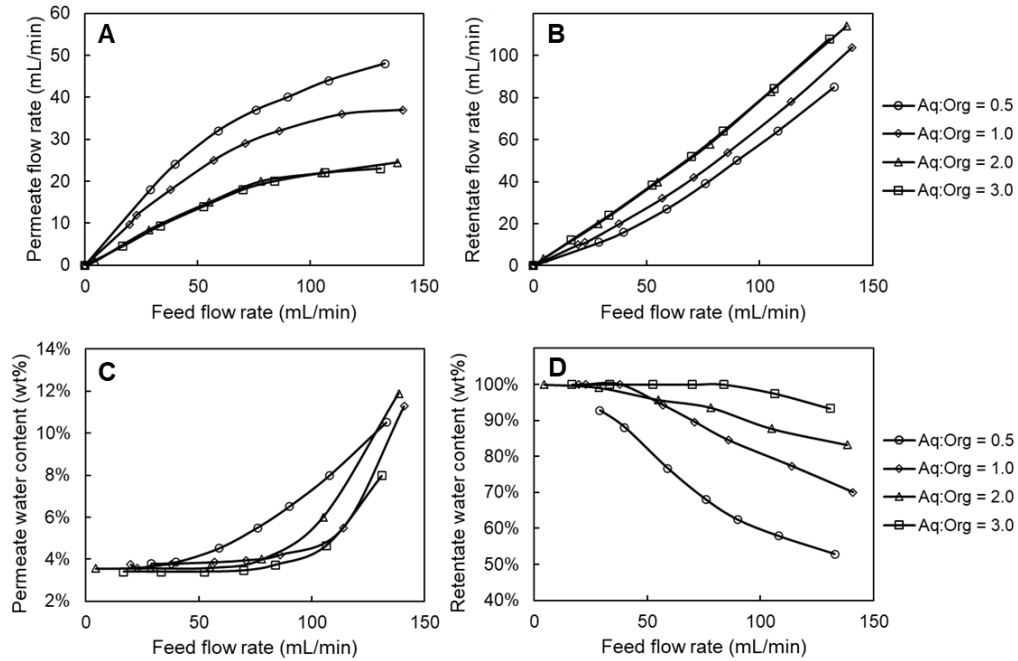 A
Permeate flow rate (mL/min)
60
50
40
30
20
10
0
0 50 100 150
Feed flow rate (mL/min)
B
Retentate flow rate (mL/min)
100
80
60
40
20
0
0 50 100 150
Feed flow rate (mL/min)
Aq:Org = 0.5
Aq:Org = 1.0
Aq:Org = 2.0
Aq:Org = 3.0
C
Permeate water content (wt%)
14%
12%
10%
8%
6%
4%
2%
0 50 100 150
Feed flow rate (mL/min)
D
Retentate water content (wt%)
100%
90%
80%
70%
60%
50%
40%
0 50 100 150
Feed flow rate (mL/min)
Aq:Org = 0.5
Aq:Org = 1.0
Aq:Org = 2.0
Aq:Org = 3.0